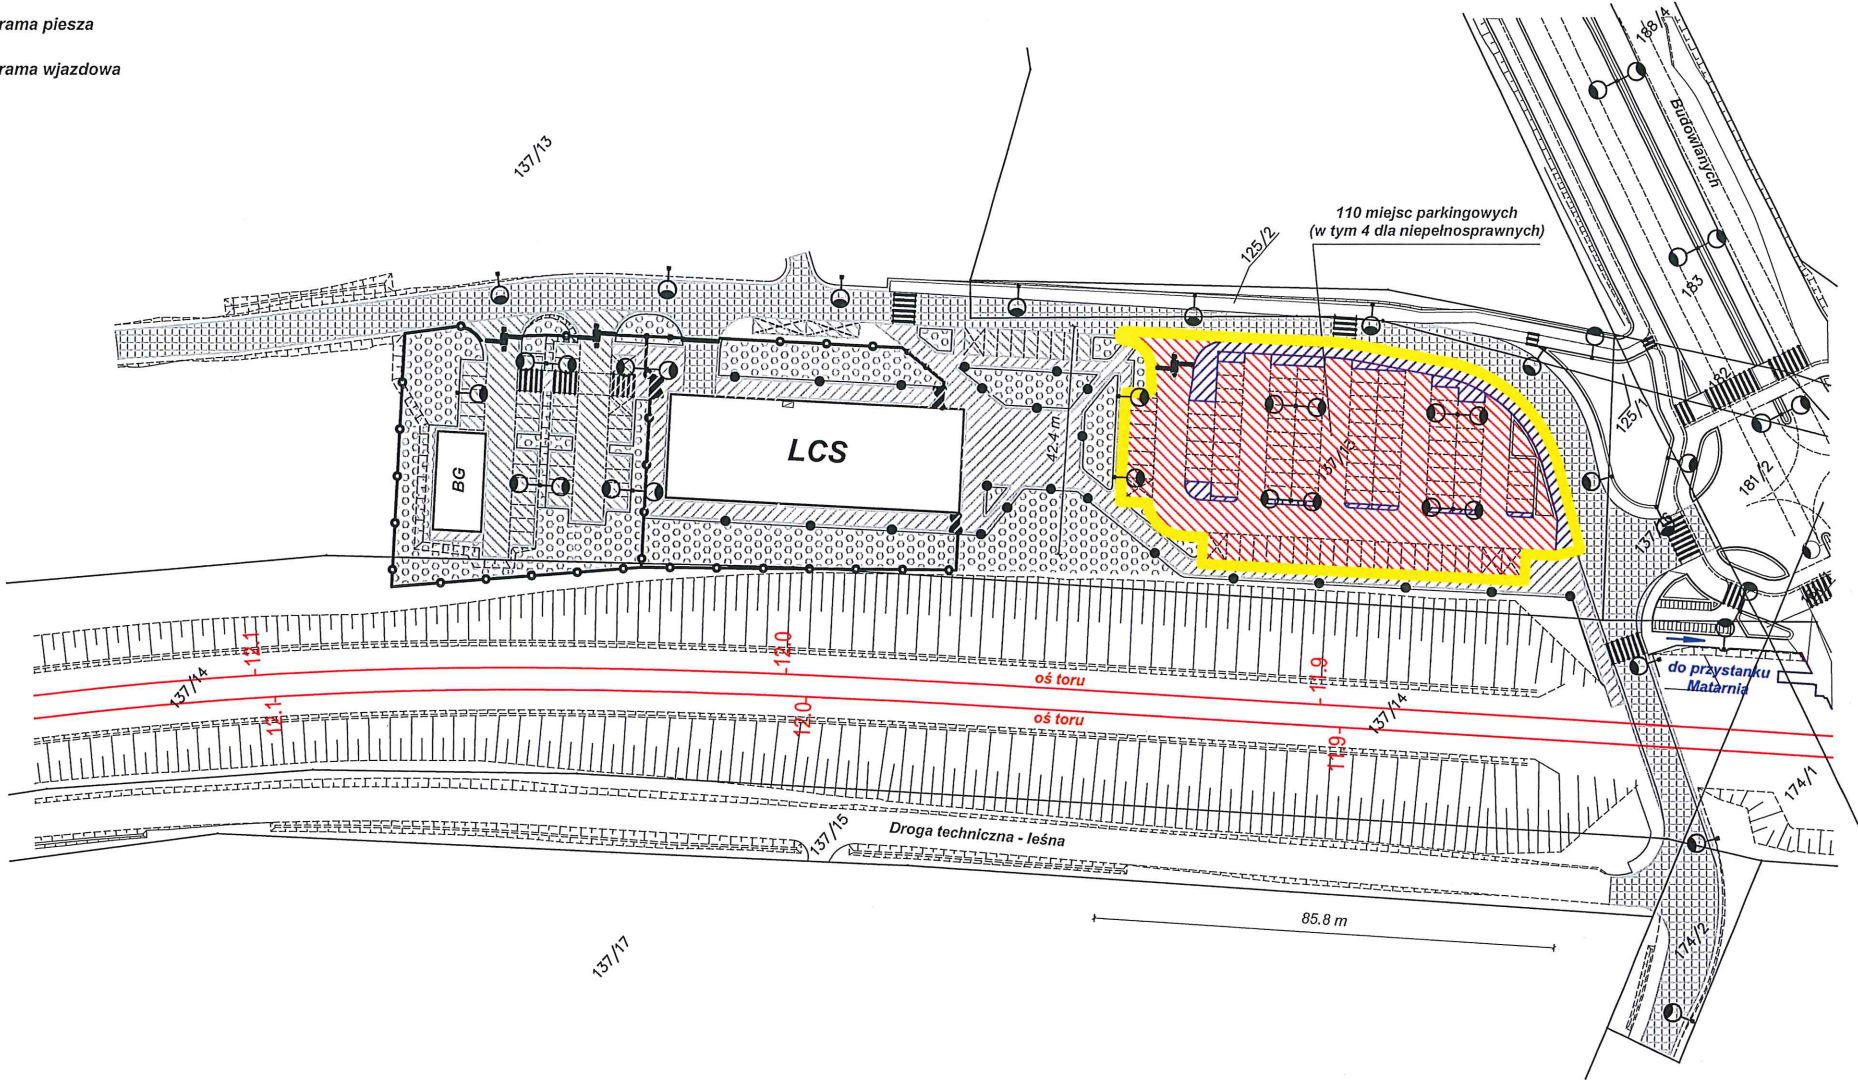 rama piesza
rama wjazdowa
188/4
Budowlanych
137/13
110 miejsc parkingowych
(w tym 4 dla niepełnosprawnych)
125/2
183
182
125/1
LCS
42.4 m
137/13
BG
181/2
12.1
12.0
11.9
oś toru
137/14
do przystanku
Matarnia
12.1
12.0
oś toru
137/14
11.9
174/1
137/15
Droga techniczna - leśna
85.8 m
137/17
174/2